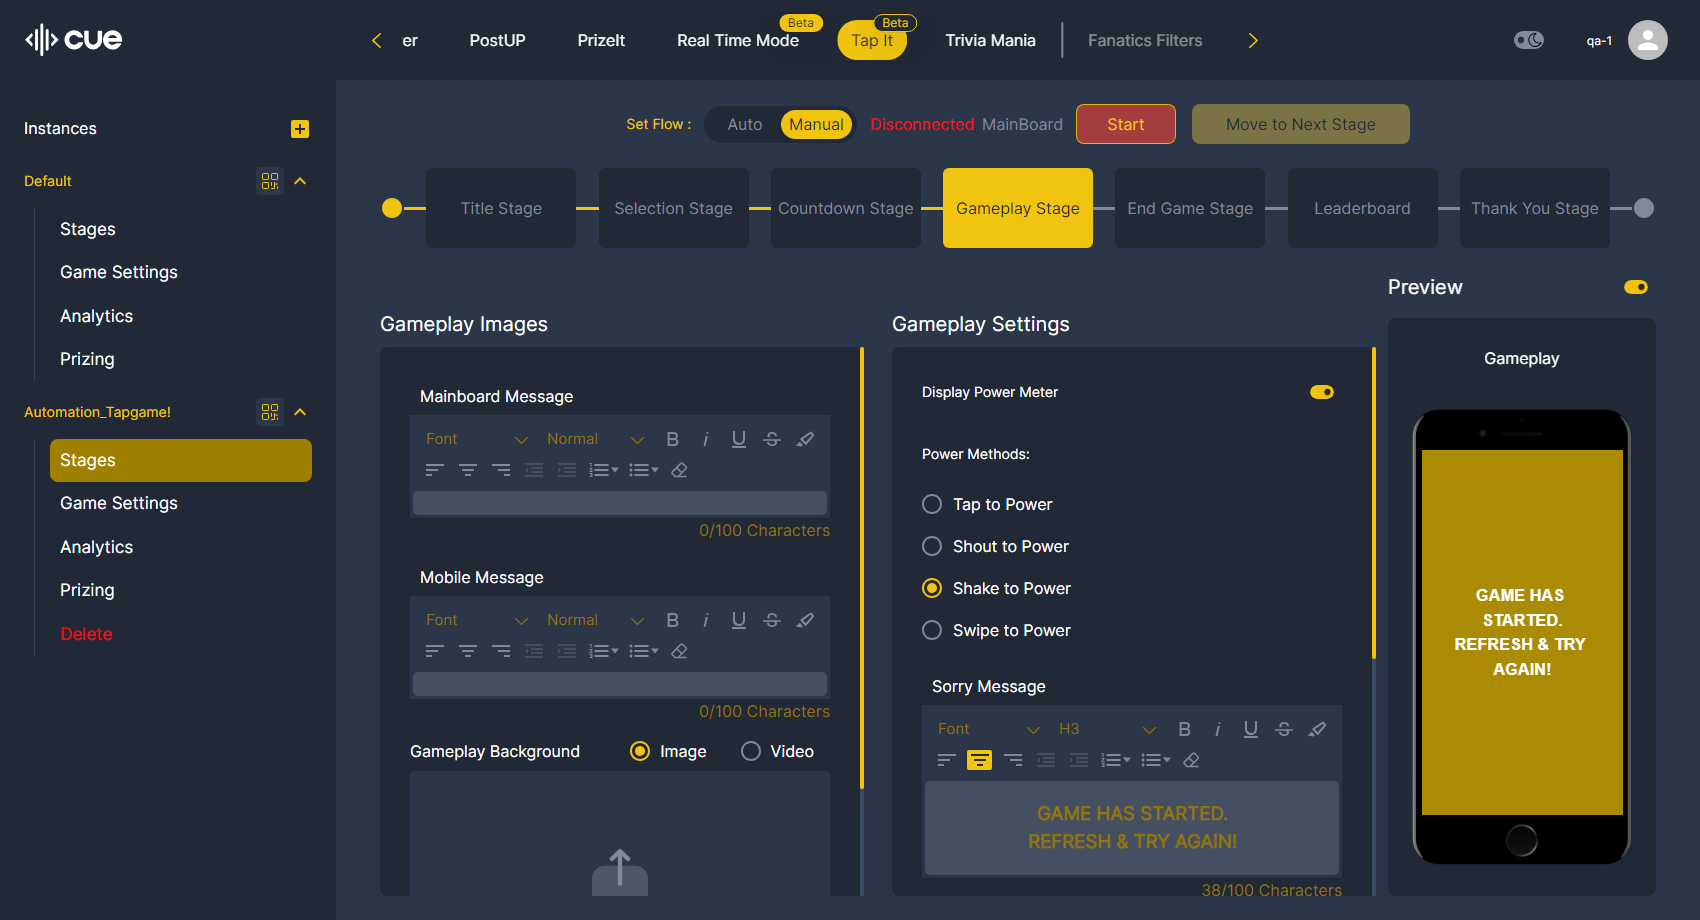 cue
er
PostUP
PrizeIt
Real Time Mode
Beta
Tap It
Beta
Trivia Mania
Fanatics Filters
qa-1
Instances
Default
Stages
Game Settings
Analytics
Prizing
Automation_Tapgame!
Stages
Game Settings
Analytics
Prizing
Delete
Set Flow :
Auto
Manual
Disconnected
MainBoard
Start
Move to Next Stage
Title Stage
Selection Stage
Countdown Stage
Gameplay Stage
End Game Stage
Leaderboard
Thank You Stage
Gameplay Images
Mainboard Message
Font
Normal
B
i
U
S
0/100 Characters
Mobile Message
Font
Normal
B
i
U
S
0/100 Characters
Gameplay Background
Image
Video
Gameplay Settings
Display Power Meter
Power Methods:
Tap to Power
Shout to Power
Shake to Power
Swipe to Power
Sorry Message
Font
H3
B
i
U
S
GAME HAS STARTED.
REFRESH & TRY AGAIN!
38/100 Characters
Preview
Gameplay
GAME HAS
STARTED.
REFRESH & TRY
AGAIN!